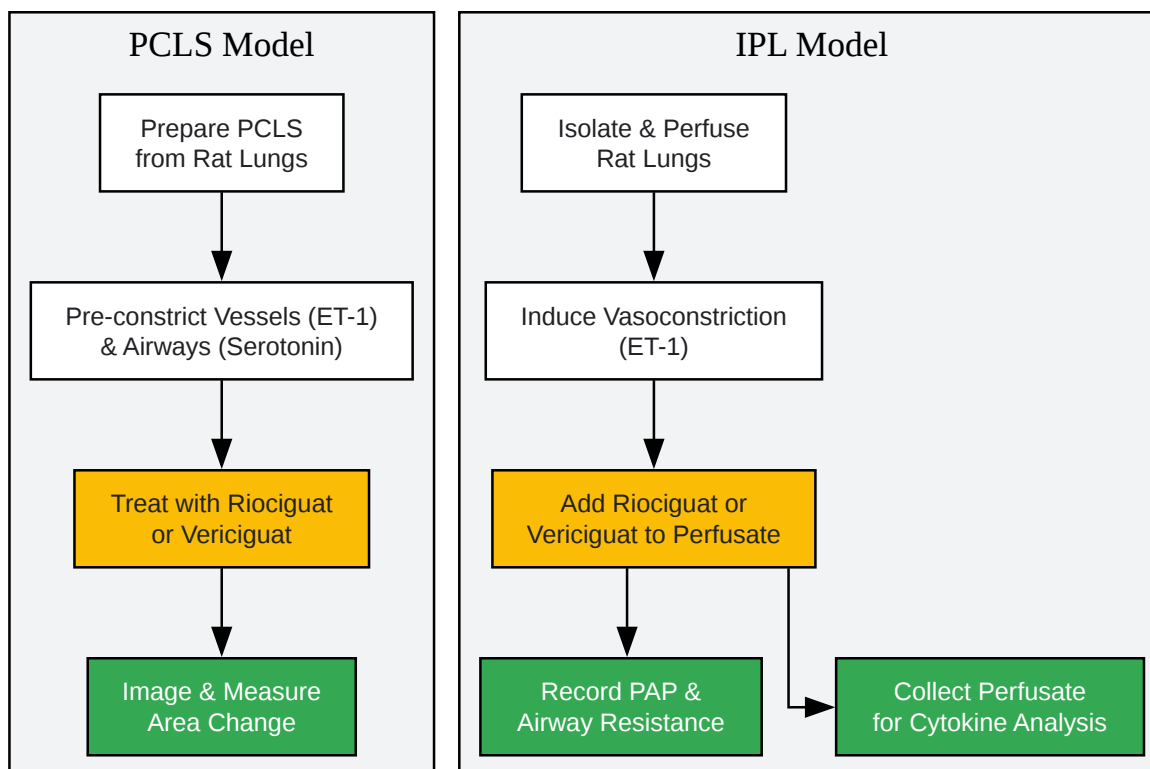 PCLS Model
Prepare PCLS
from Rat Lungs
Pre-constrict Vessels (ET-1)
& Airways (Serotonin)
Treat with Riociguat
or Vericiguat
Image & Measure
Area Change
IPL Model
Isolate & Perfuse
Rat Lungs
Induce Vasoconstriction
(ET-1)
Add Riociguat or
Vericiguat to Perfusate
Record PAP &
Airway Resistance
Collect Perfusate
for Cytokine Analysis